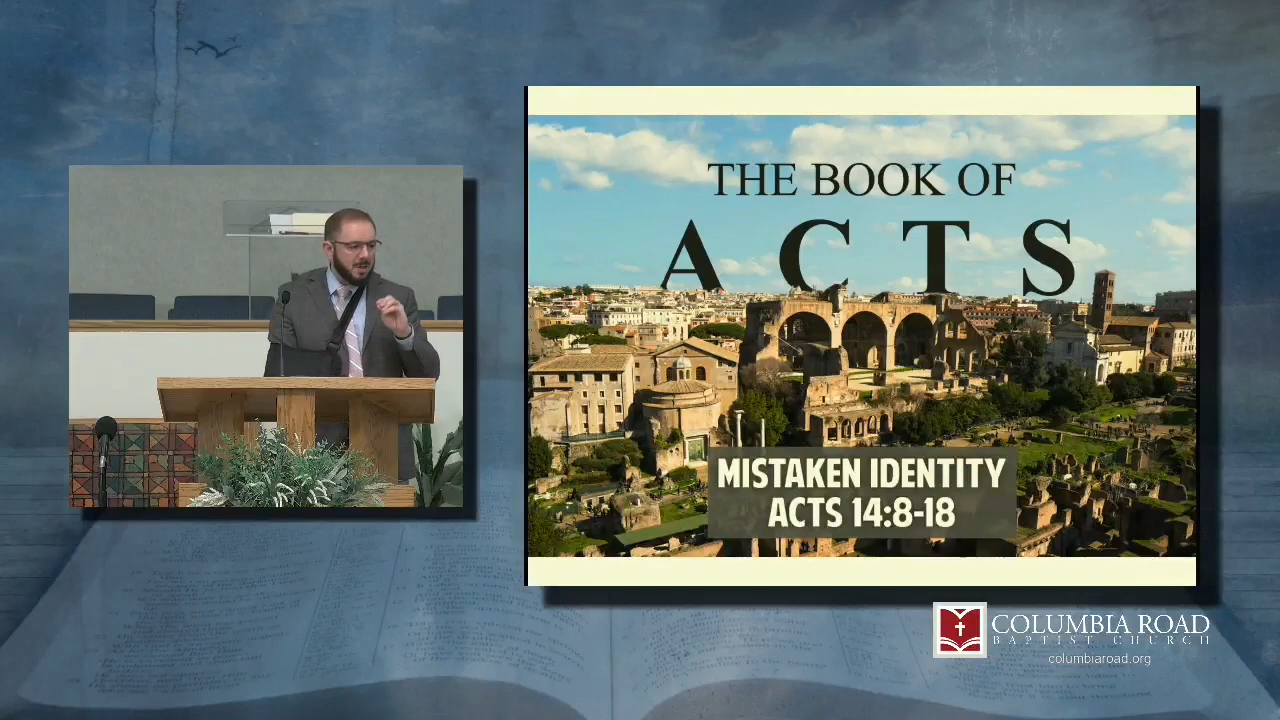 THE BOOK OF
ACTS
MISTAKEN IDENTITY
ACTS 14:8-18
COLUMBIA ROAD
BAPTIST CHURCH
columbiaroad.org